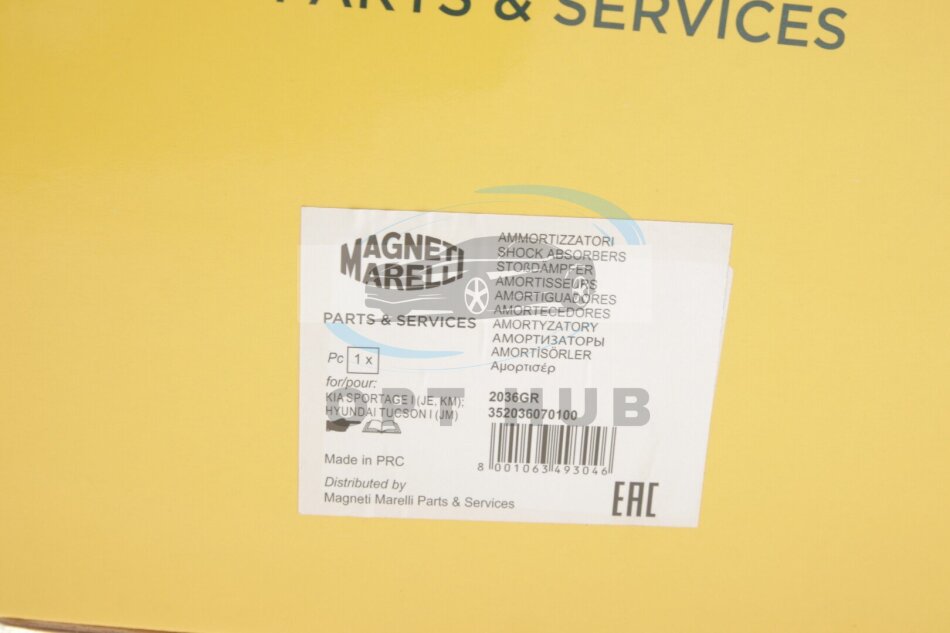 PARTS & SERVICES
MAGNETI
MARELLI
PARTS & SERVICES
AMMORTIZZATORI
SHOCK ABSORBERS
STOßDÄMPFER
AMORTISSEURS
AMORTIGUADORES
AMORTECEDORES
AMORTYZATORY
АМОРТИЗАТОРЫ
AMORTISÖRLER
Αμορτισέρ
Pc 1 x
for/pour:
KIA SPORTAGE I (JE, KM);
HYUNDAI TUCSON I (JM)
2036GR
352036070100
8 001063 493046
Made in PRC
Distributed by
Magneti Marelli Parts & Services
EAC
OPT HUB